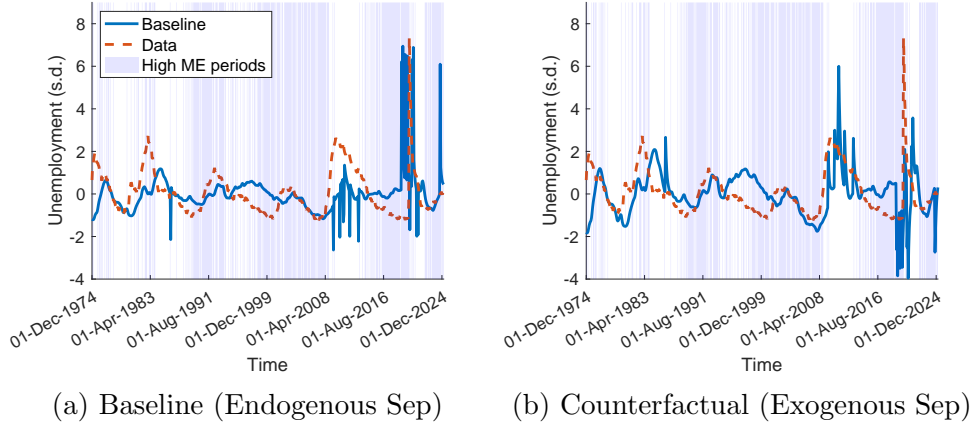 8
6
4
2
0
-2
-4
Unemployment (s.d.)
Baseline
Data
High ME periods
01-Dec-1974
01-Apr-1983
01-Aug-1991
01-Dec-1999
01-Apr-2008
01-Aug-2016
01-Dec-2024
Time
(a) Baseline (Endogenous Sep)
8
6
4
2
0
-2
-4
Unemployment (s.d.)
01-Dec-1974
01-Apr-1983
01-Aug-1991
01-Dec-1999
01-Apr-2008
01-Aug-2016
01-Dec-2024
Time
(b) Counterfactual (Exogenous Sep)